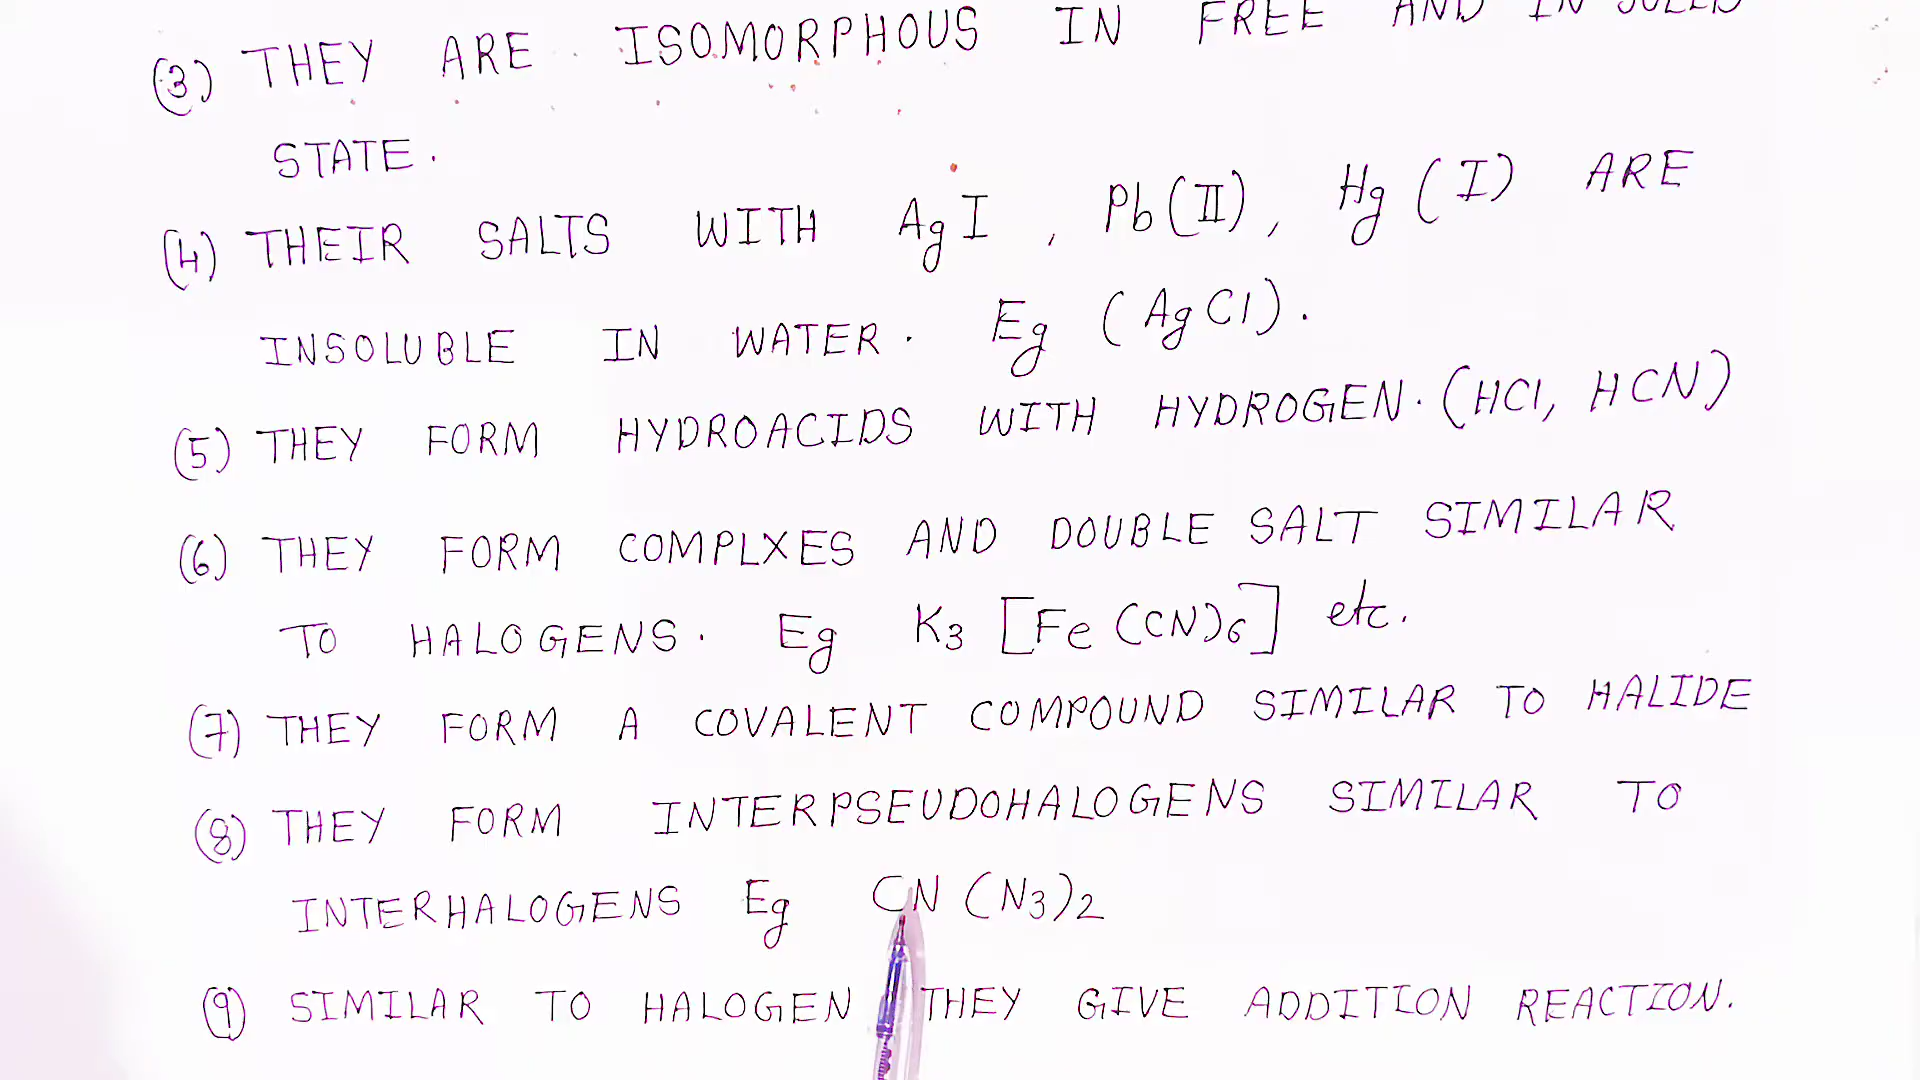 (3) THEY ARE ISOMORPHOUS IN FREE AND IN SOLID
STATE.
(4) THEIR SALTS WITH AgI, Pb(II), Hg(I) ARE
INSOLUBLE IN WATER. Eg (AgCl).
(5) THEY FORM HYDROACIDS WITH HYDROGEN. (HCl, HCN)
(6) THEY FORM COMPLXES AND DOUBLE SALT SIMILAR
TO HALOGENS. Eg K3 [Fe(CN)6] etc.
(7) THEY FORM A COVALENT COMPOUND SIMILAR TO HALIDE
(8) THEY FORM INTERPSEUDOHALOGENS SIMILAR TO
INTERHALOGENS Eg CN (N3)2
(9) SIMILAR TO HALOGEN THEY GIVE ADDITION REACTION.